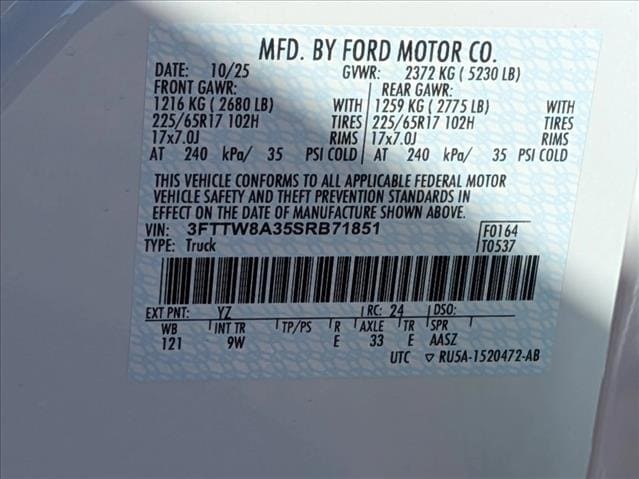 MFD. BY FORD MOTOR CO.
DATE: 10/25 GVWR: 2372 KG ( 5230 LB)
FRONT GAWR: REAR GAWR:
1216 KG ( 2680 LB) WITH 1259 KG ( 2775 LB) WITH
225/65R17 102H TIRES 225/65R17 102H TIRES
17x7.0J RIMS 17x7.0J RIMS
AT 240 kPa/ 35 PSI COLD AT 240 kPa/ 35 PSI COLD
THIS VEHICLE CONFORMS TO ALL APPLICABLE FEDERAL MOTOR
VEHICLE SAFETY AND THEFT PREVENTION STANDARDS IN
EFFECT ON THE DATE OF MANUFACTURE SHOWN ABOVE.
VIN: 3FTTW8A35SRB71851 F0164
TYPE: Truck T0537
EXT PNT: YZ RC: 24 DSO:
WB INT TR TP/PS R AXLE TR SPR
121 9W E 33 E AASZ
UTC ▽ RU5A-1520472-AB